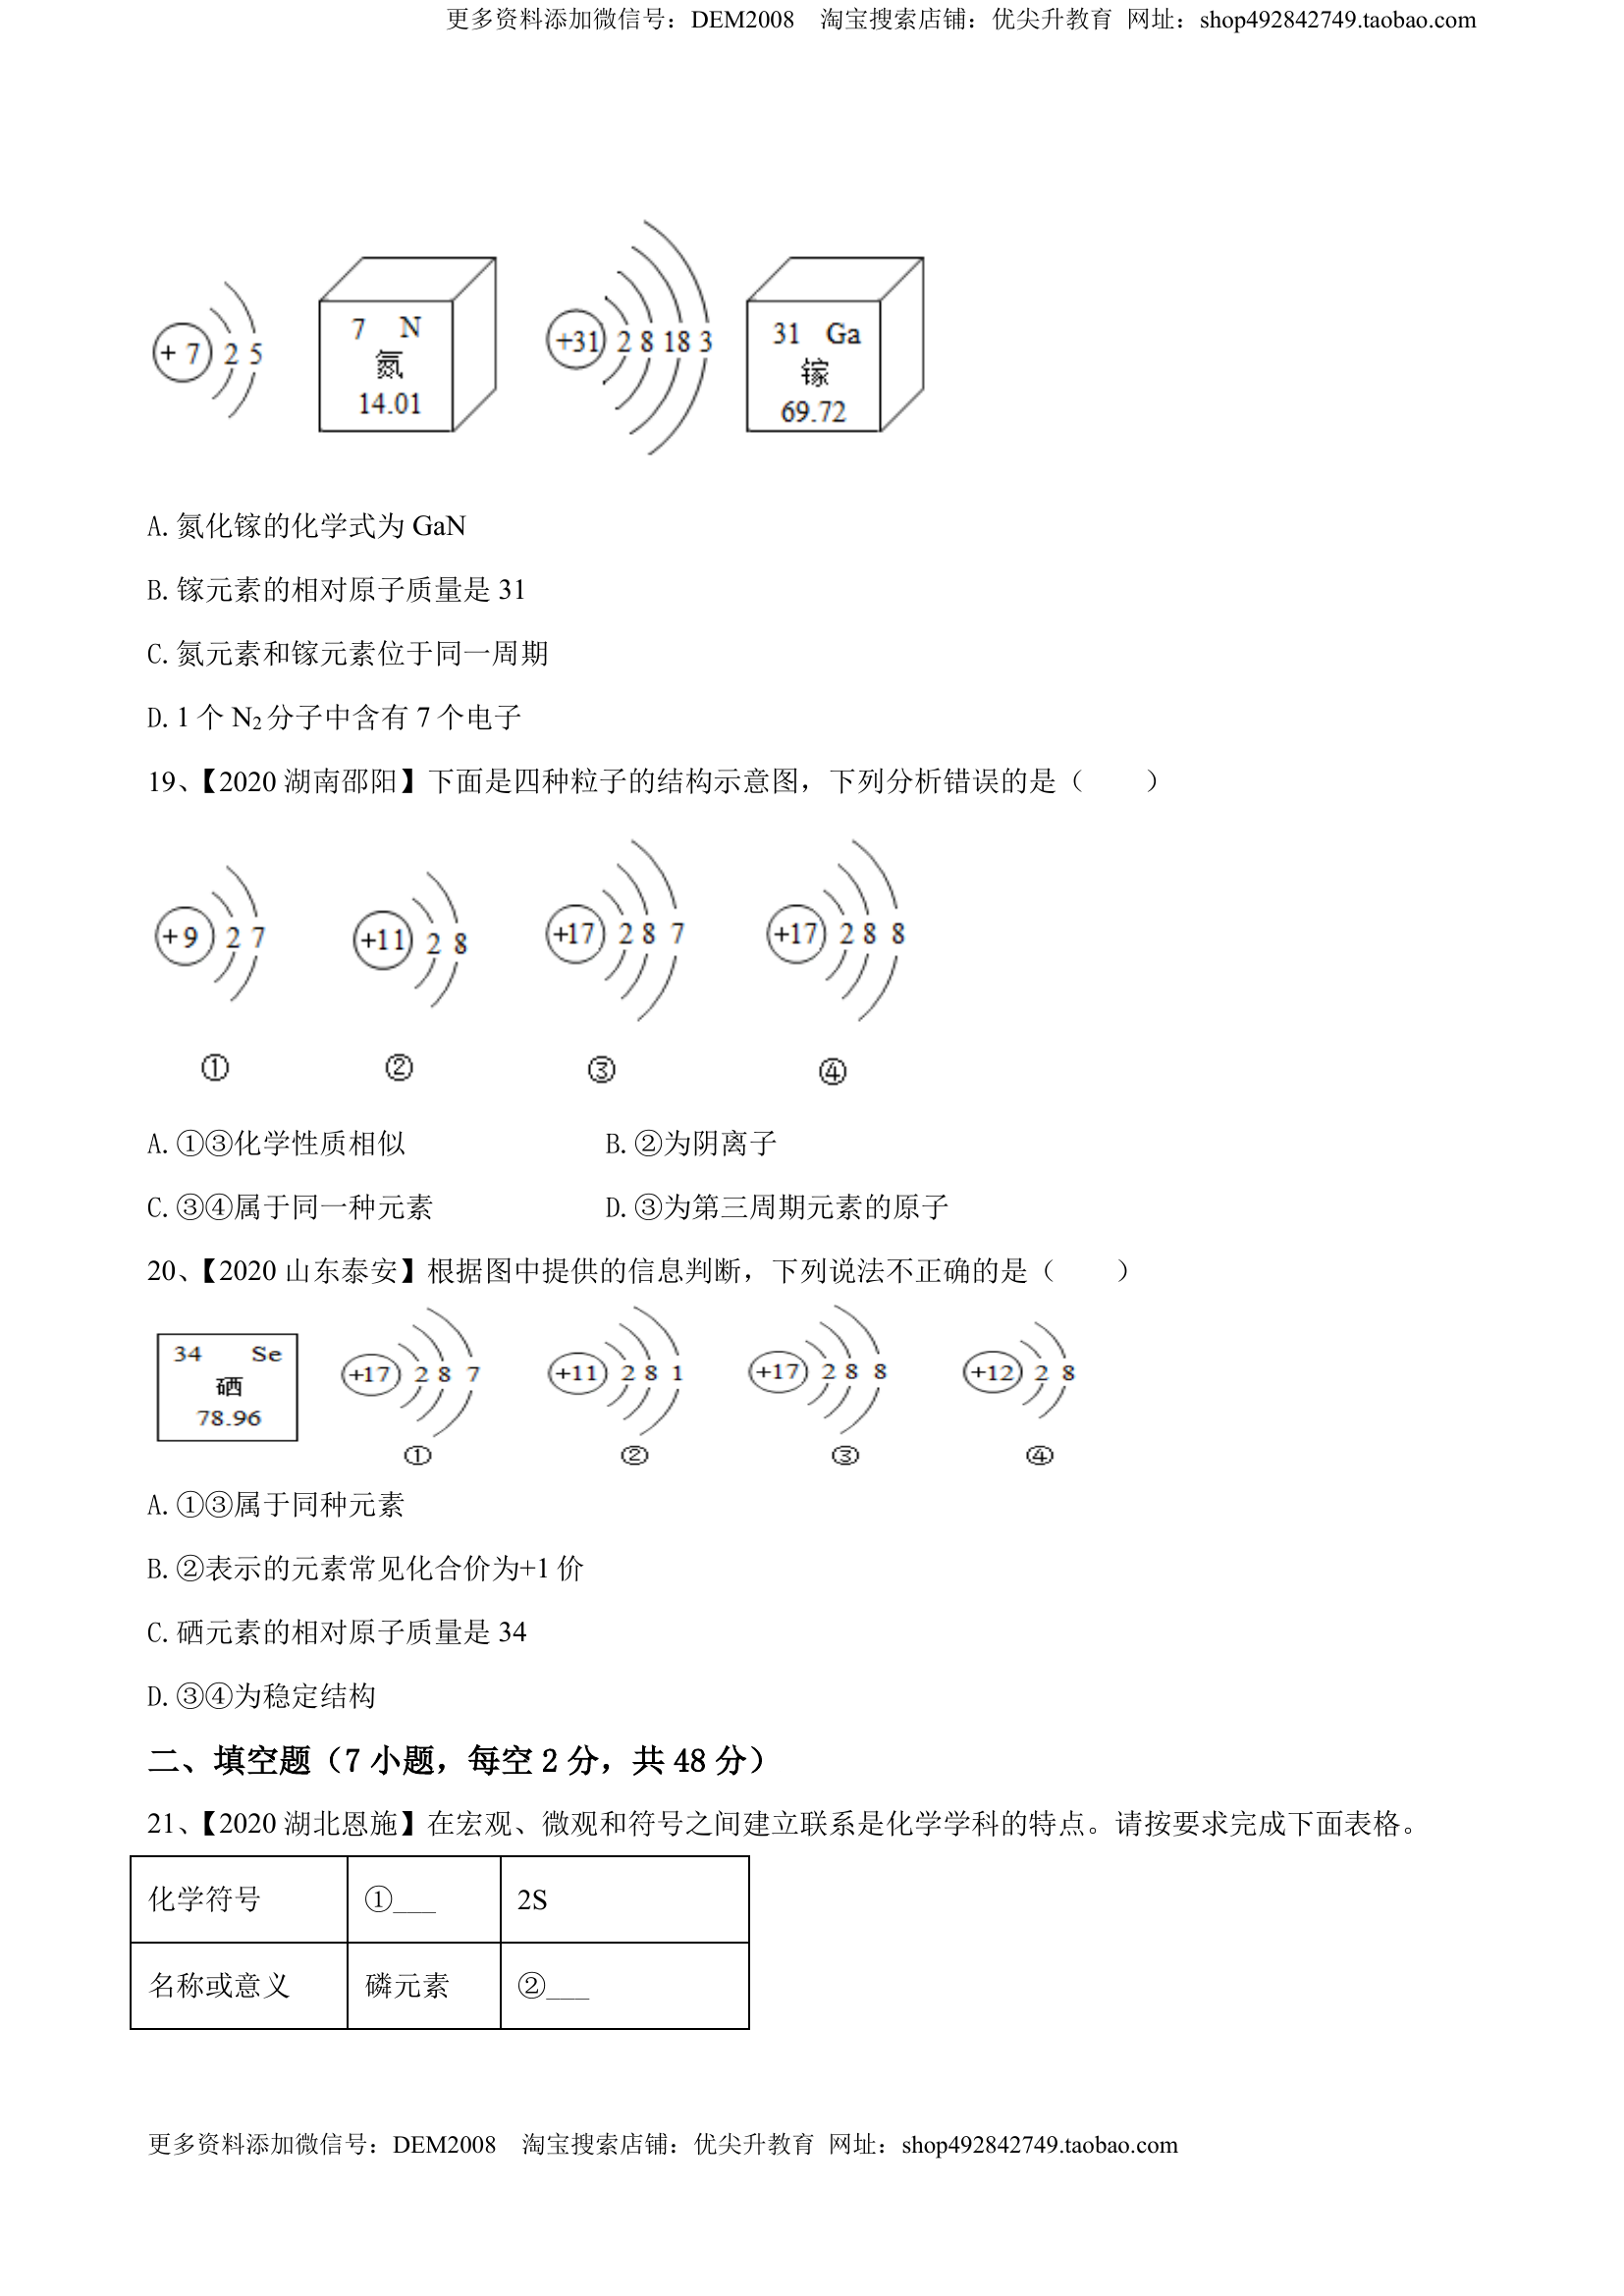 更多资料添加微信号：DEM2008 淘宝搜索店铺：优尖升教育 网址：shop492842749.taobao.com
+7 2 5
7 N
氮
14.01
+31 2 8 18 3
31 Ga
镓
69.72
A.氮化镓的化学式为 GaN
B.镓元素的相对原子质量是 31
C.氮元素和镓元素位于同一周期
D.1 个 N₂ 分子中含有 7 个电子
19、【2020 湖南邵阳】下面是四种粒子的结构示意图，下列分析错误的是（ ）
+9 2 7
+11 2 8
+17 2 8 7
+17 2 8 8
① ② ③ ④
A.①③化学性质相似 B.②为阴离子
C.③④属于同一种元素 D.③为第三周期元素的原子
20、【2020 山东泰安】根据图中提供的信息判断，下列说法不正确的是（ ）
34 Se
硒
78.96
+17 2 8 7
+11 2 8 1
+17 2 8 8
+12 2 8
① ② ③ ④
A.①③属于同种元素
B.②表示的元素常见化合价为+1 价
C.硒元素的相对原子质量是 34
D.③④为稳定结构
二、填空题（7 小题，每空 2 分，共 48 分）
21、【2020 湖北恩施】在宏观、微观和符号之间建立联系是化学学科的特点。请按要求完成下面表格。
化学符号 ①___ 2S
名称或意义 磷元素 ②___
更多资料添加微信号：DEM2008 淘宝搜索店铺：优尖升教育 网址：shop492842749.taobao.com